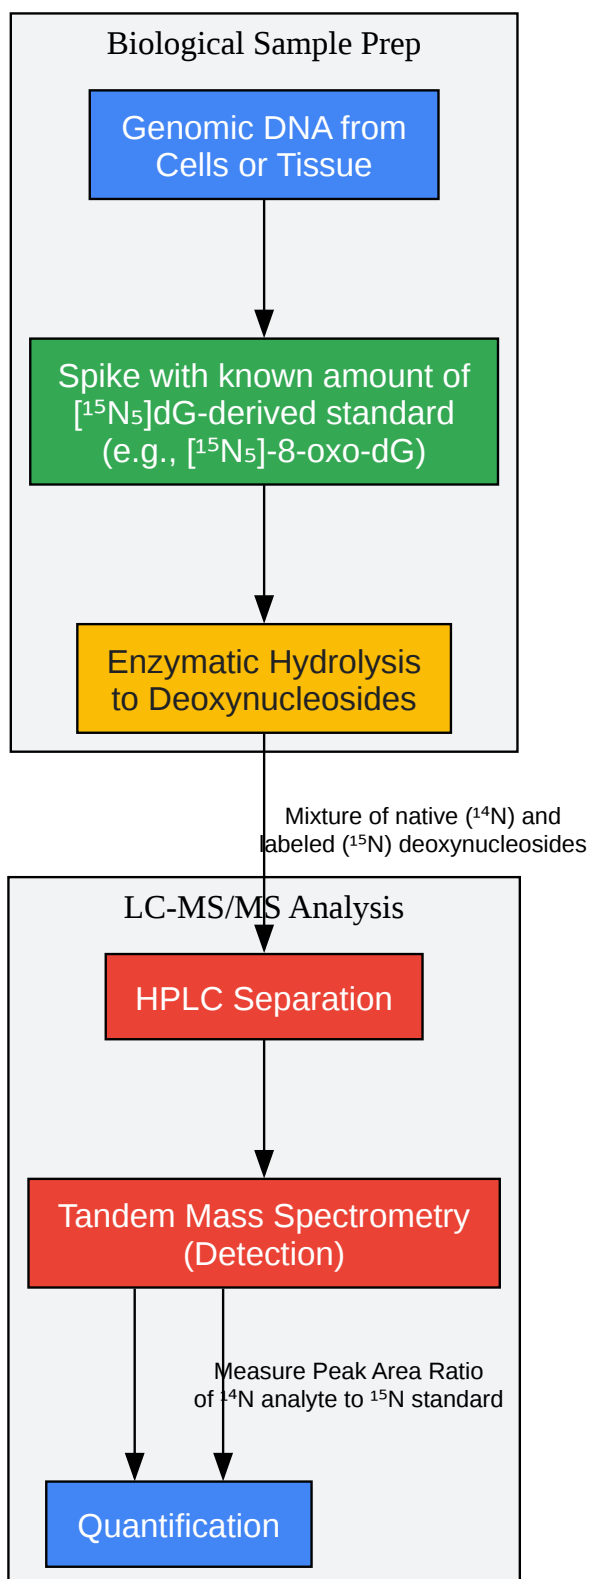 Biological Sample Prep
Genomic DNA from
Cells or Tissue
Spike with known amount of
[¹⁵N₅]dG-derived standard
(e.g., [¹⁵N₅]-8-oxo-dG)
Enzymatic Hydrolysis
to Deoxynucleosides
Mixture of native (¹⁴N) and
labeled (¹⁵N) deoxynucleosides
LC-MS/MS Analysis
HPLC Separation
Tandem Mass Spectrometry
(Detection)
Measure Peak Area Ratio
of ¹⁴N analyte to ¹⁵N standard
Quantification